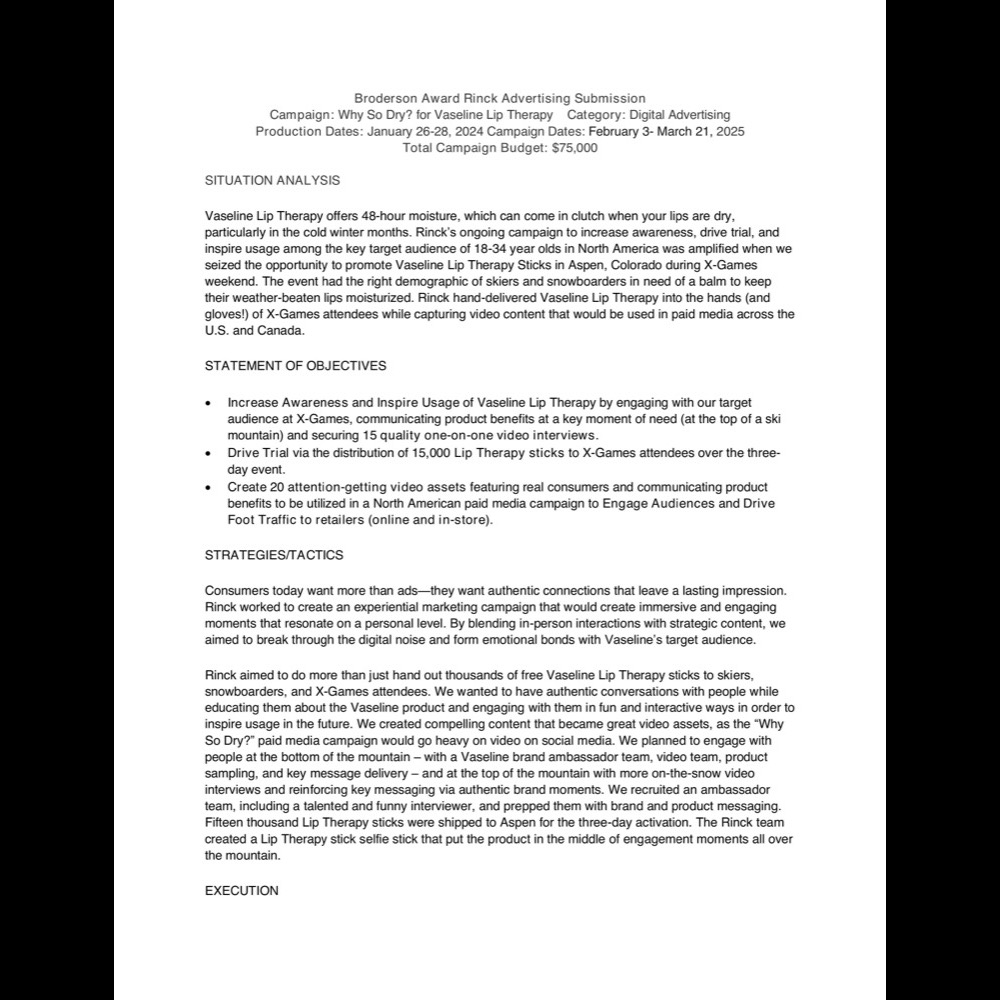 Broderson Award Rinck Advertising Submission
Campaign: Why So Dry? for Vaseline Lip Therapy    Category: Digital Advertising
Production Dates: January 26-28, 2024 Campaign Dates: February 3- March 21, 2025
Total Campaign Budget: $75,000
SITUATION ANALYSIS
Vaseline Lip Therapy offers 48-hour moisture, which can come in clutch when your lips are dry,
particularly in the cold winter months. Rinck’s ongoing campaign to increase awareness, drive trial, and
inspire usage among the key target audience of 18-34 year olds in North America was amplified when we
seized the opportunity to promote Vaseline Lip Therapy Sticks in Aspen, Colorado during X-Games
weekend. The event had the right demographic of skiers and snowboarders in need of a balm to keep
their weather-beaten lips moisturized. Rinck hand-delivered Vaseline Lip Therapy into the hands (and
gloves!) of X-Games attendees while capturing video content that would be used in paid media across the
U.S. and Canada.
STATEMENT OF OBJECTIVES
• Increase Awareness and Inspire Usage of Vaseline Lip Therapy by engaging with our target
audience at X-Games, communicating product benefits at a key moment of need (at the top of a ski
mountain) and securing 15 quality one-on-one video interviews.
• Drive Trial via the distribution of 15,000 Lip Therapy sticks to X-Games attendees over the three-
day event.
• Create 20 attention-getting video assets featuring real consumers and communicating product
benefits to be utilized in a North American paid media campaign to Engage Audiences and Drive
Foot Traffic to retailers (online and in-store).
STRATEGIES/TACTICS
Consumers today want more than ads—they want authentic connections that leave a lasting impression.
Rinck worked to create an experiential marketing campaign that would create immersive and engaging
moments that resonate on a personal level. By blending in-person interactions with strategic content, we
aimed to break through the digital noise and form emotional bonds with Vaseline’s target audience.
Rinck aimed to do more than just hand out thousands of free Vaseline Lip Therapy sticks to skiers,
snowboarders, and X-Games attendees. We wanted to have authentic conversations with people while
educating them about the Vaseline product and engaging with them in fun and interactive ways in order to
inspire usage in the future. We created compelling content that became great video assets, as the “Why
So Dry?” paid media campaign would go heavy on video on social media. We planned to engage with
people at the bottom of the mountain – with a Vaseline brand ambassador team, video team, product
sampling, and key message delivery – and at the top of the mountain with more on-the-snow video
interviews and reinforcing key messaging via authentic brand moments. We recruited an ambassador
team, including a talented and funny interviewer, and prepped them with brand and product messaging.
Fifteen thousand Lip Therapy sticks were shipped to Aspen for the three-day activation. The Rinck team
created a Lip Therapy stick selfie stick that put the product in the middle of engagement moments all over
the mountain.
EXECUTION